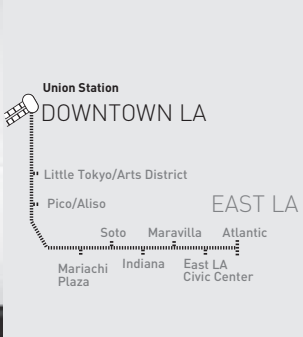 Union Station
DOWNTOWN LA
Little Tokyo/Arts District
Pico/Aliso
EAST LA
Soto
Maravilla
Atlantic
Mariachi
Plaza
Indiana
East LA
Civic Center